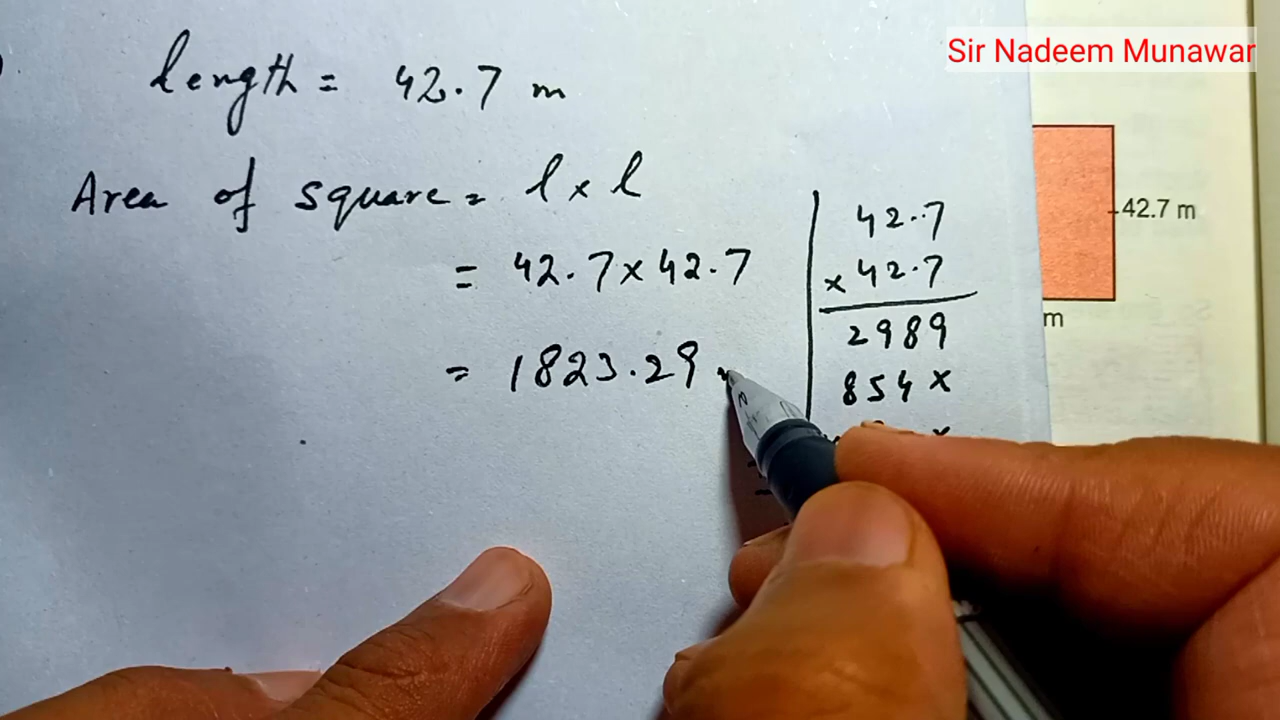 Sir Nadeem Munawar
length = 42.7 m
Area of square = l × l
= 42.7 × 42.7
= 1823.29
42.7
× 42.7
2989
854 ×
×
42.7 m
m